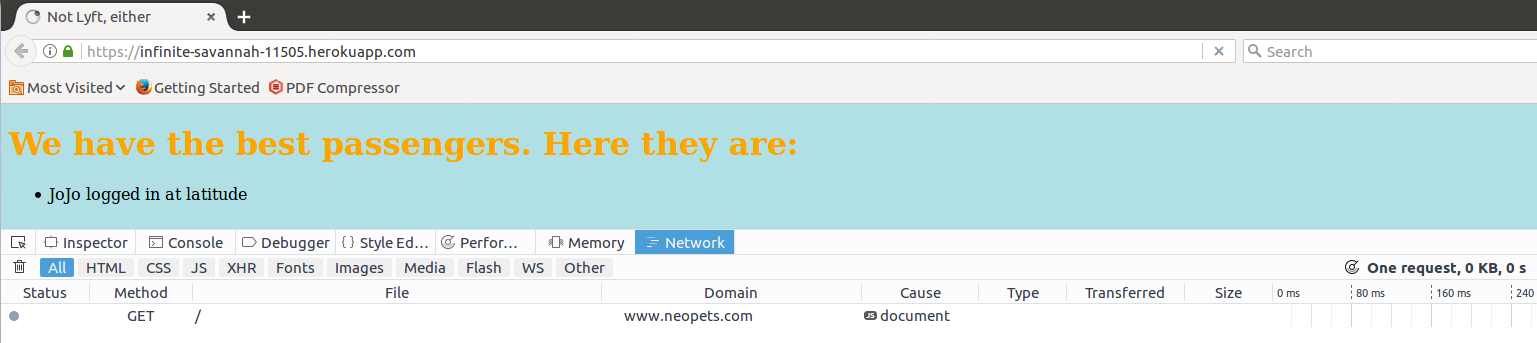 Not Lyft, either
https://infinite-savannah-11505.herokuapp.com Search
Most Visited Getting Started PDF Compressor
We have the best passengers. Here they are:
• JoJo logged in at latitude
Inspector Console Debugger { } Style Ed… Perfor… Memory Network
All HTML CSS JS XHR Fonts Images Media Flash WS Other One request, 0 KB, 0 s
Status Method File Domain Cause Type Transferred Size 0 ms 80 ms 160 ms 240
GET / www.neopets.com JS document